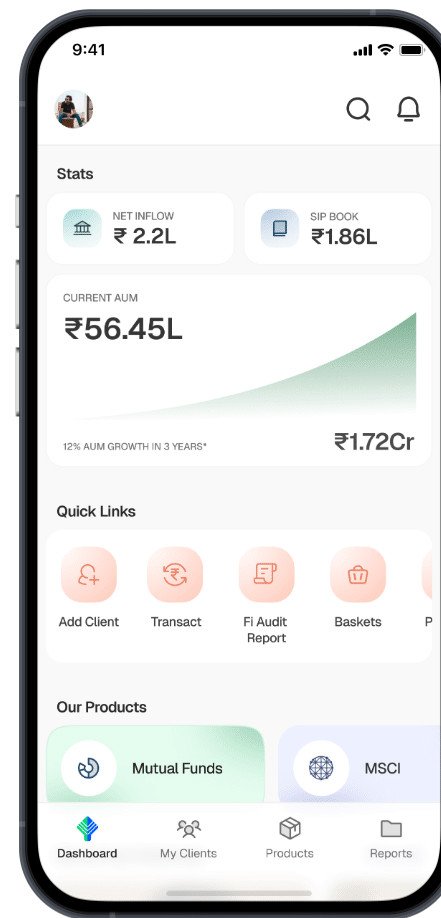 9:41
Stats
NET INFLOW
₹ 2.2L
SIP BOOK
₹1.86L
CURRENT AUM
₹56.45L
12% AUM GROWTH IN 3 YEARS*
₹1.72Cr
Quick Links
Add Client
Transact
Fi Audit
Report
Baskets
P
Our Products
Mutual Funds
MSCI
Dashboard
My Clients
Products
Reports